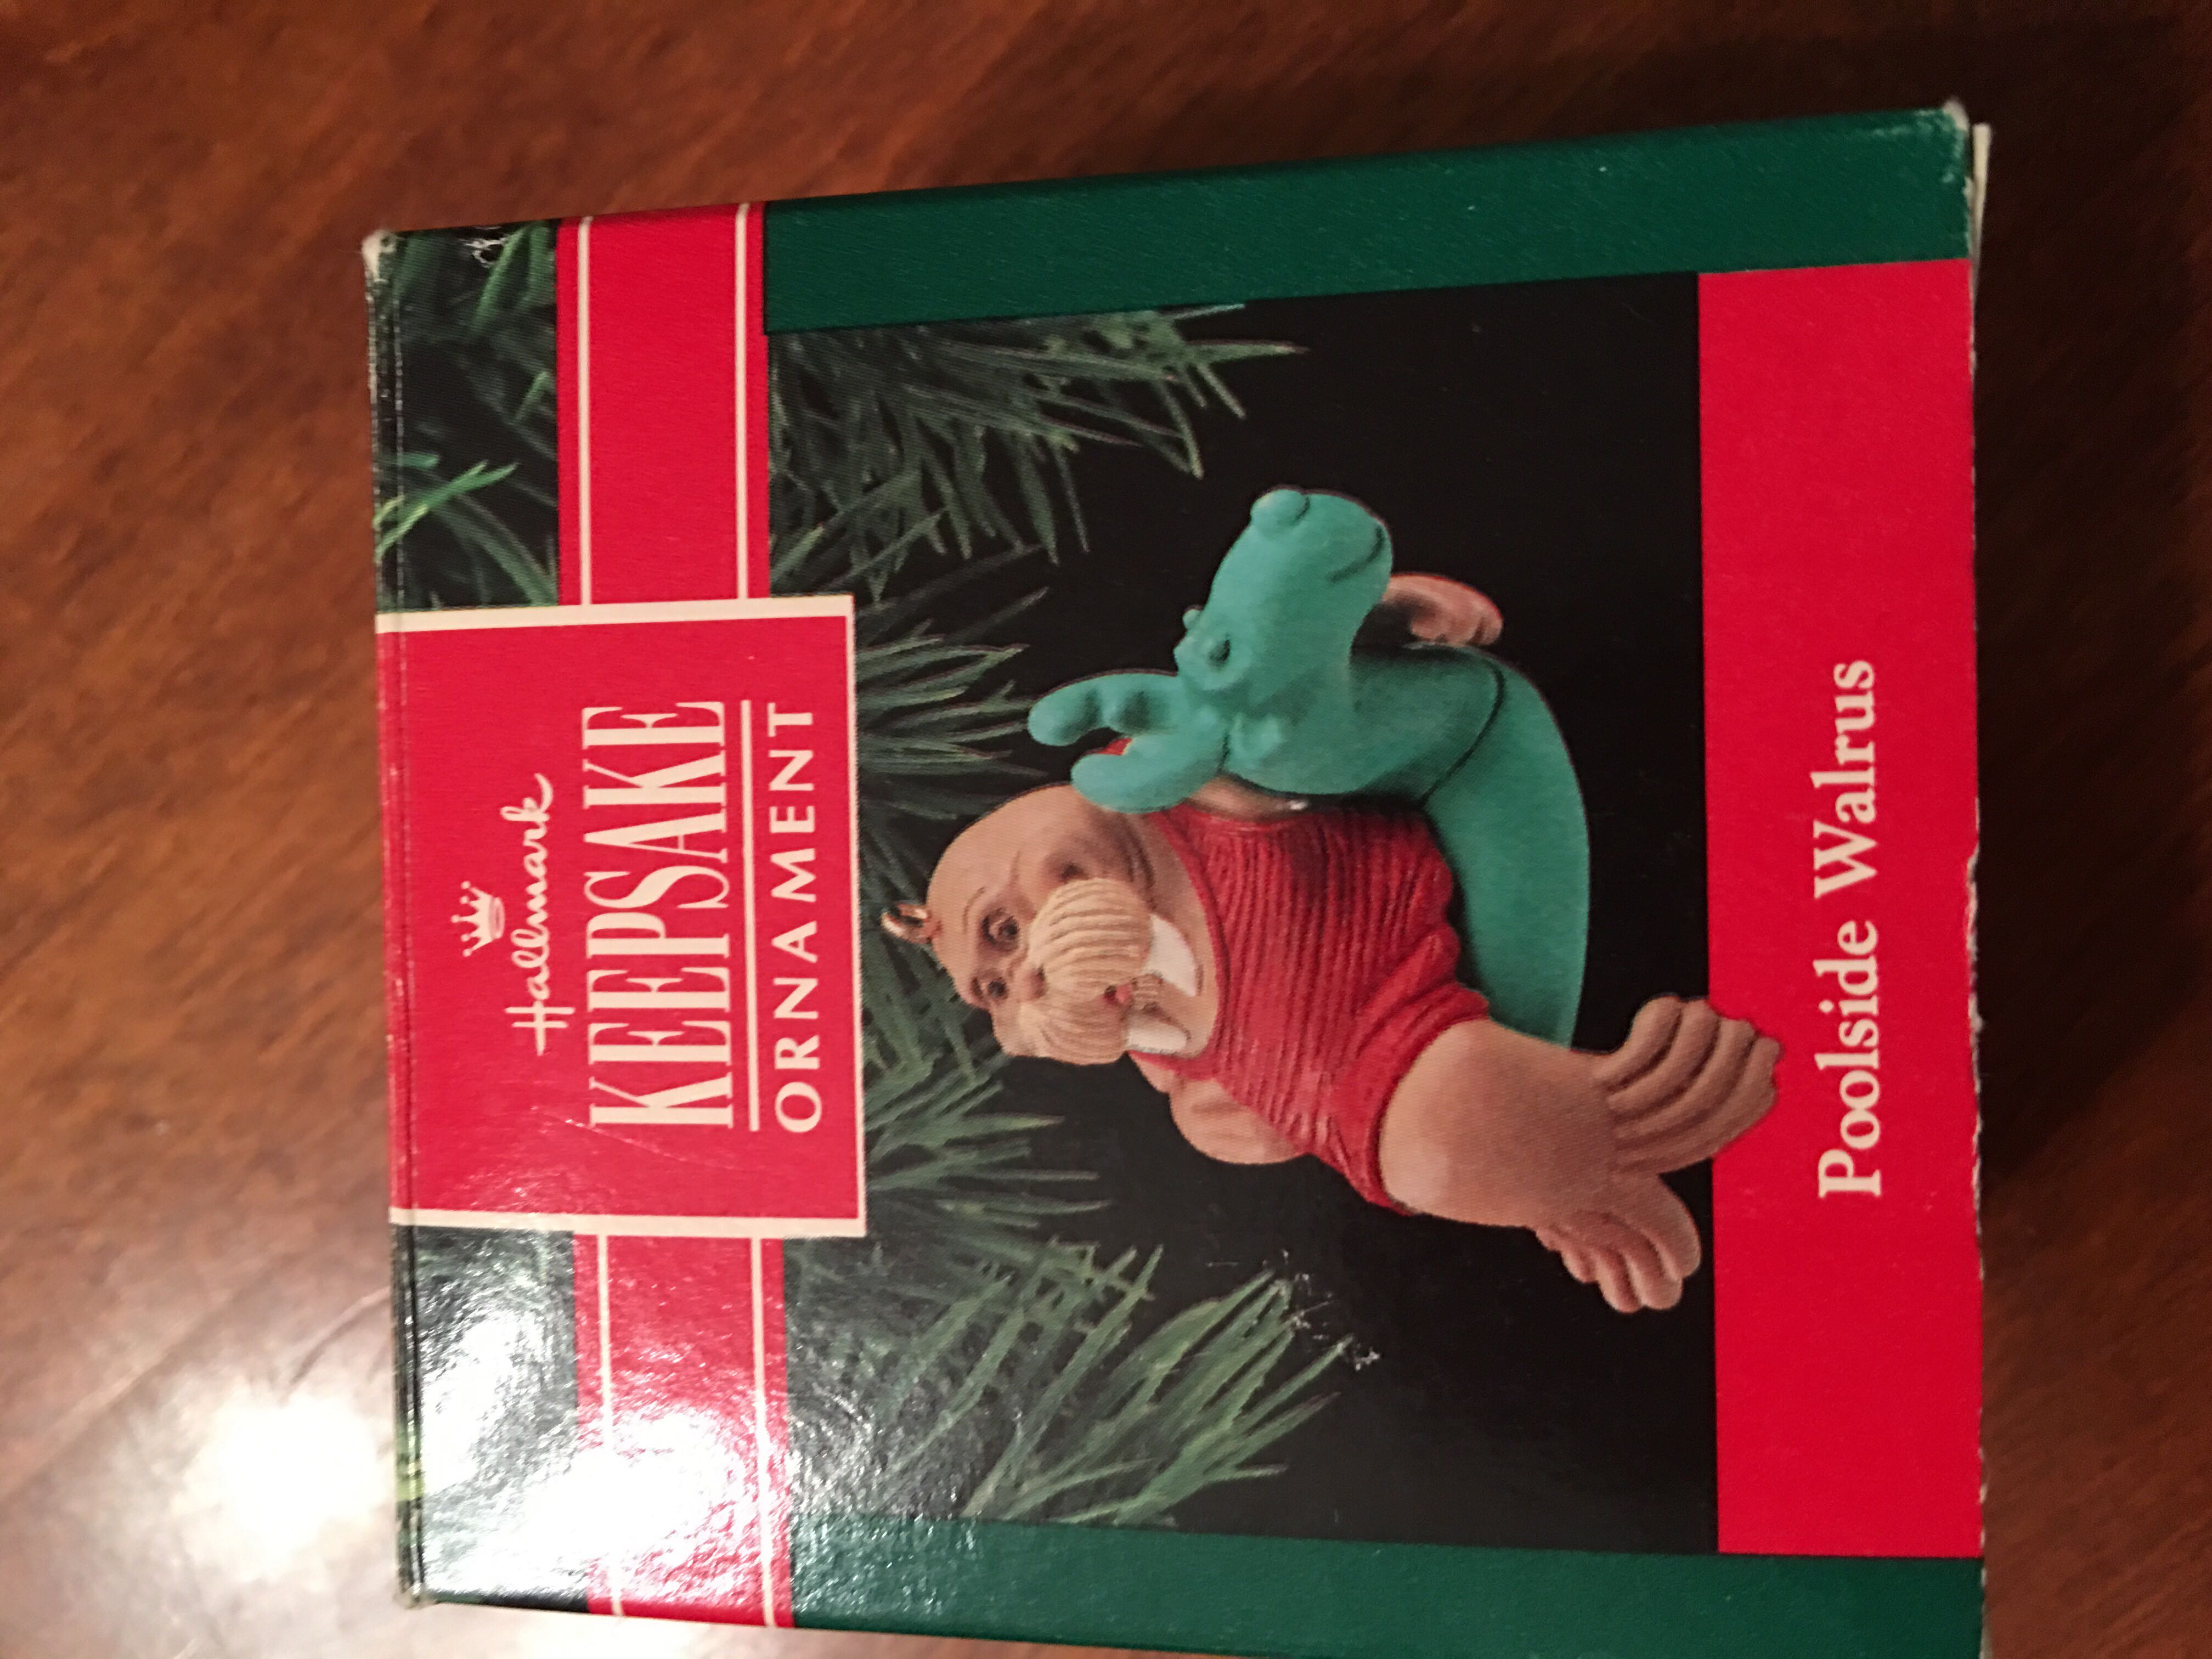 Hallmark
KEEPSAKE
ORNAMENT
Poolside Walrus